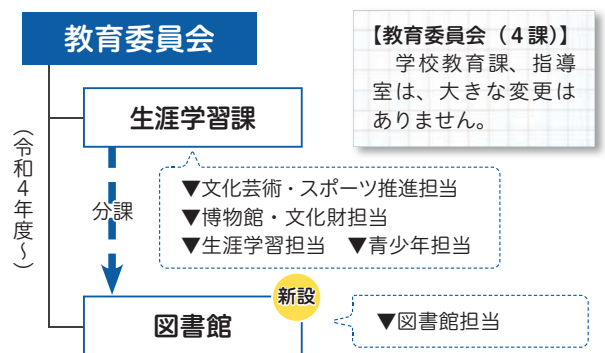 教育委員会
【教育委員会（４課）】
学校教育課、指導
室は、大きな変更は
ありません。
生涯学習課
（令和４年度～）
分課
▼文化芸術・スポーツ推進担当
▼博物館・文化財担当
▼生涯学習担当　▼青少年担当
新設
図書館
▼図書館担当